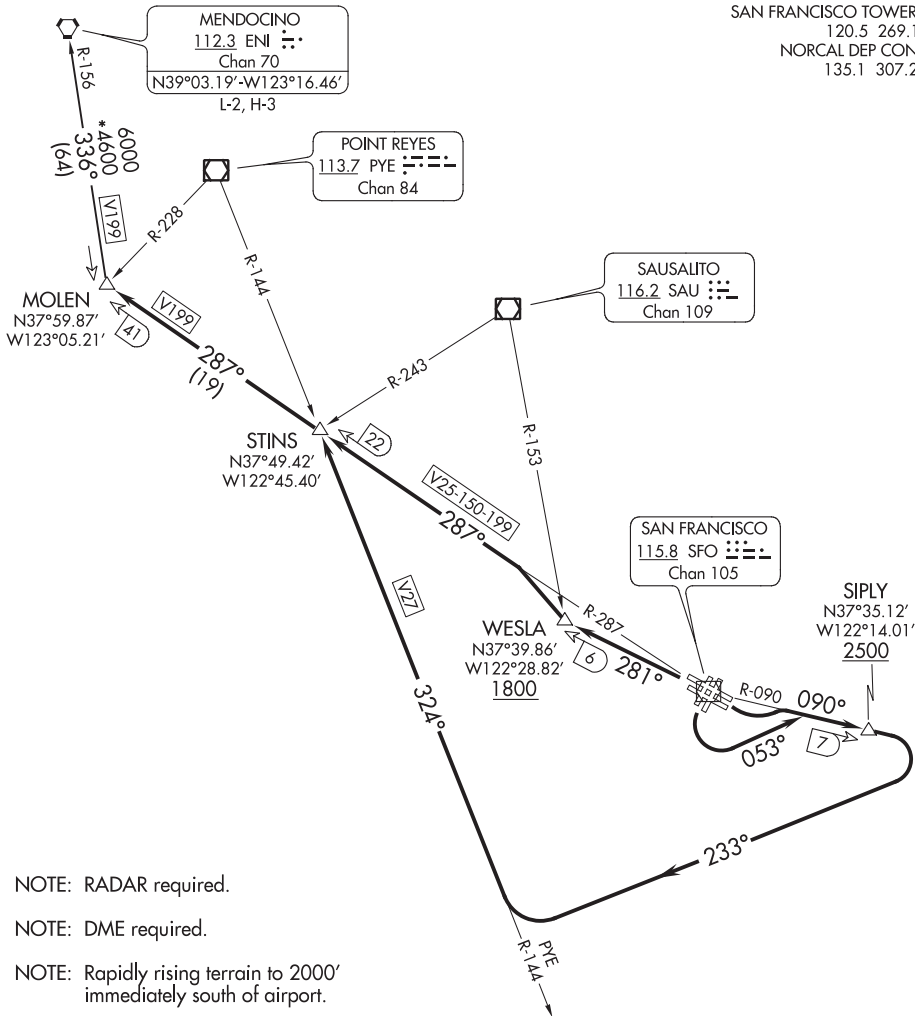 SAN FRANCISCO TOWER
120.5 269.1
NORCAL DEP CON
135.1 307.2
MENDOCINO
112.3 ENI
Chan 70
N39°03.19'-W123°16.46'
L-2, H-3
R-156
6000
*4600
336°
(64)
V199
POINT REYES
113.7 PYE
Chan 84
R-228
R-144
MOLEN
N37°59.87'
W123°05.21'
41
V199
287°
(19)
SAUSALITO
116.2 SAU
Chan 109
R-243
R-153
STINS
N37°49.42'
W122°45.40'
22
V25-150-199
287°
V27
324°
SAN FRANCISCO
115.8 SFO
Chan 105
WESLA
N37°39.86'
W122°28.82'
1800
R-287
6
281°
SIPLY
N37°35.12'
W122°14.01'
2500
R-090
090°
7
053°
233°
PYE
R-144
NOTE: RADAR required.
NOTE: DME required.
NOTE: Rapidly rising terrain to 2000'
immediately south of airport.